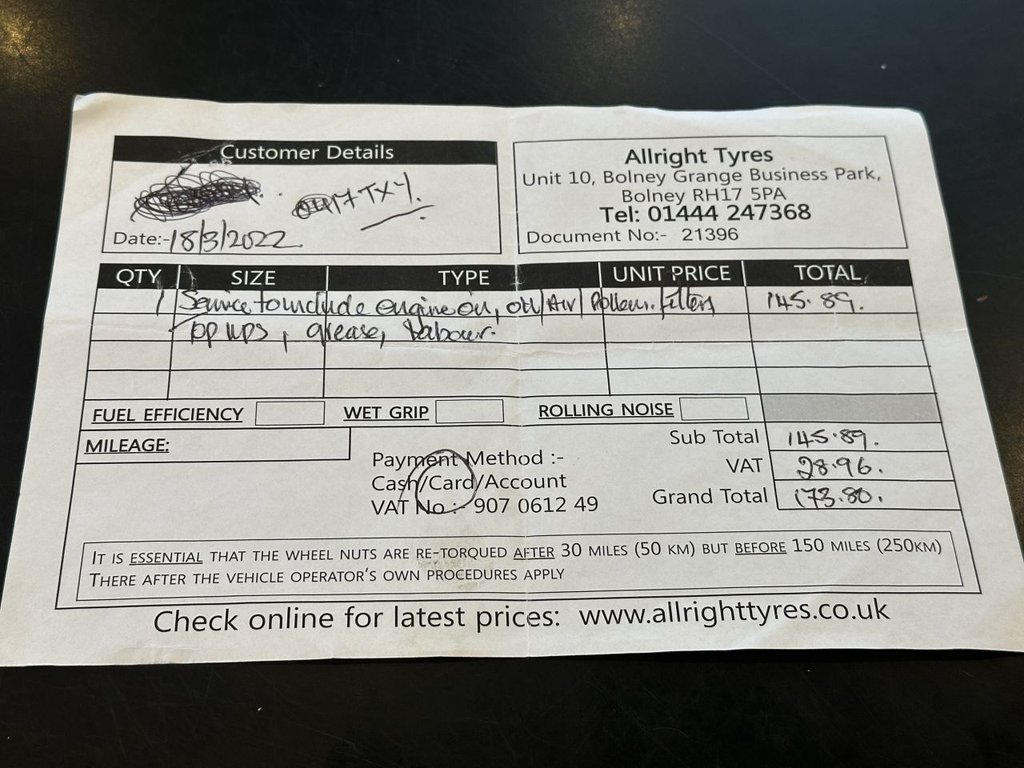 Customer Details
17 TXY.
Date:- 18/3/2022
Allright Tyres
Unit 10, Bolney Grange Business Park,
Bolney RH17 5PA
Tel: 01444 247368
Document No:- 21396
QTY SIZE TYPE UNIT PRICE TOTAL
1 Service to include engine oil, oil/Air/Pollen. filters 145.89.
Top ups, grease, Labour.
FUEL EFFICIENCY WET GRIP ROLLING NOISE
MILEAGE:
Sub Total 145.89.
Payment Method :-
VAT 28.96.
Cash/Card/Account
Grand Total 173.80.
VAT No :- 907 0612 49
IT IS ESSENTIAL THAT THE WHEEL NUTS ARE RE-TORQUED AFTER 30 MILES (50 KM) BUT BEFORE 150 MILES (250KM)
THERE AFTER THE VEHICLE OPERATOR'S OWN PROCEDURES APPLY
Check online for latest prices: www.allrighttyres.co.uk